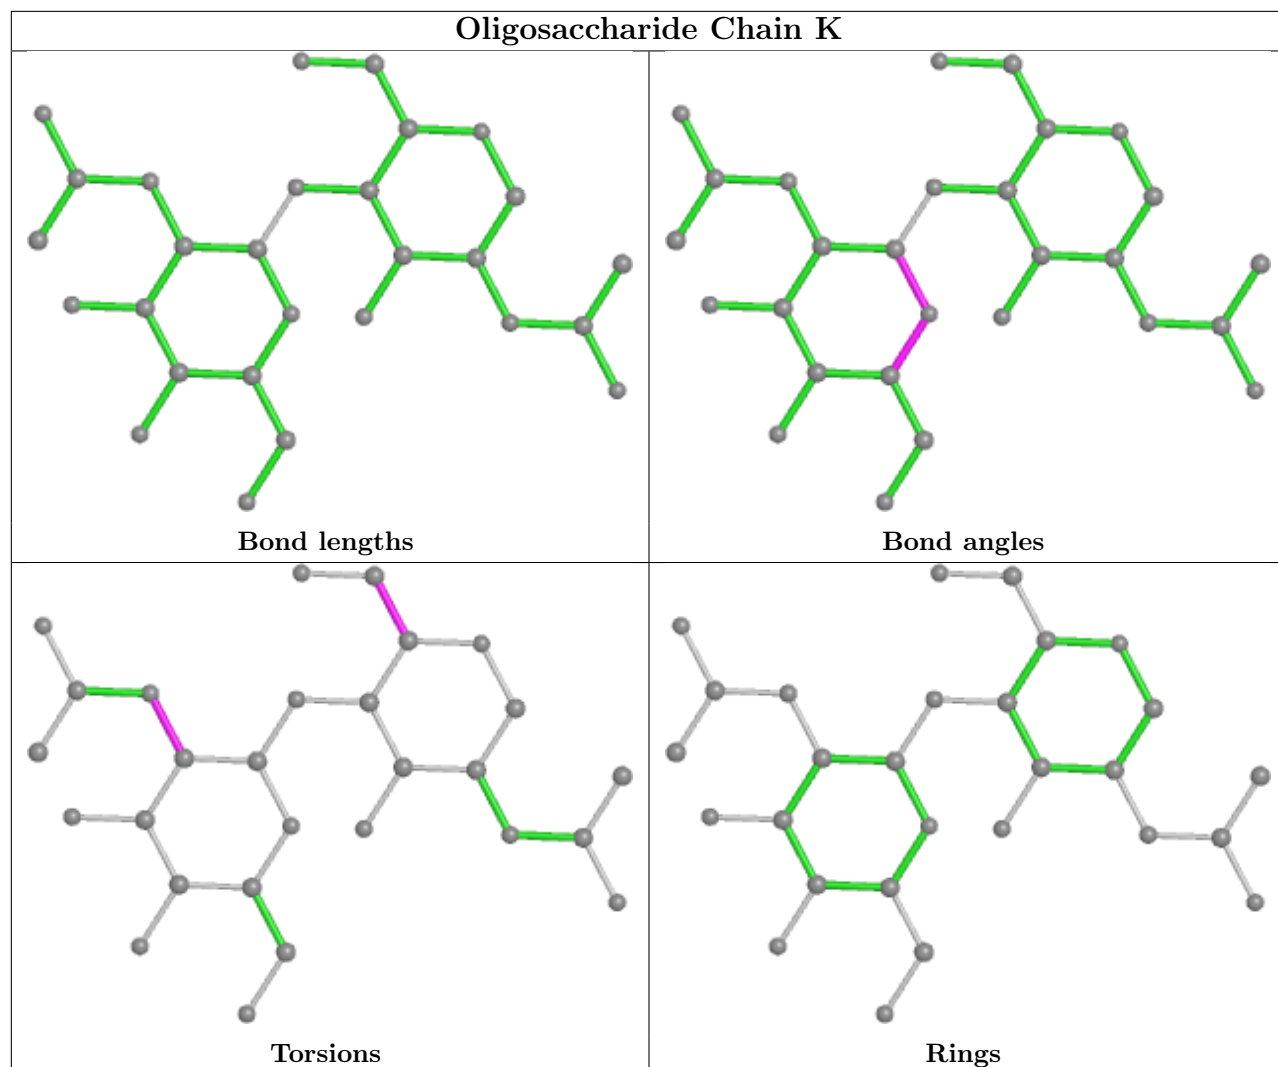 Oligosaccharide Chain K
Bond lengths
Bond angles
Torsions
Rings